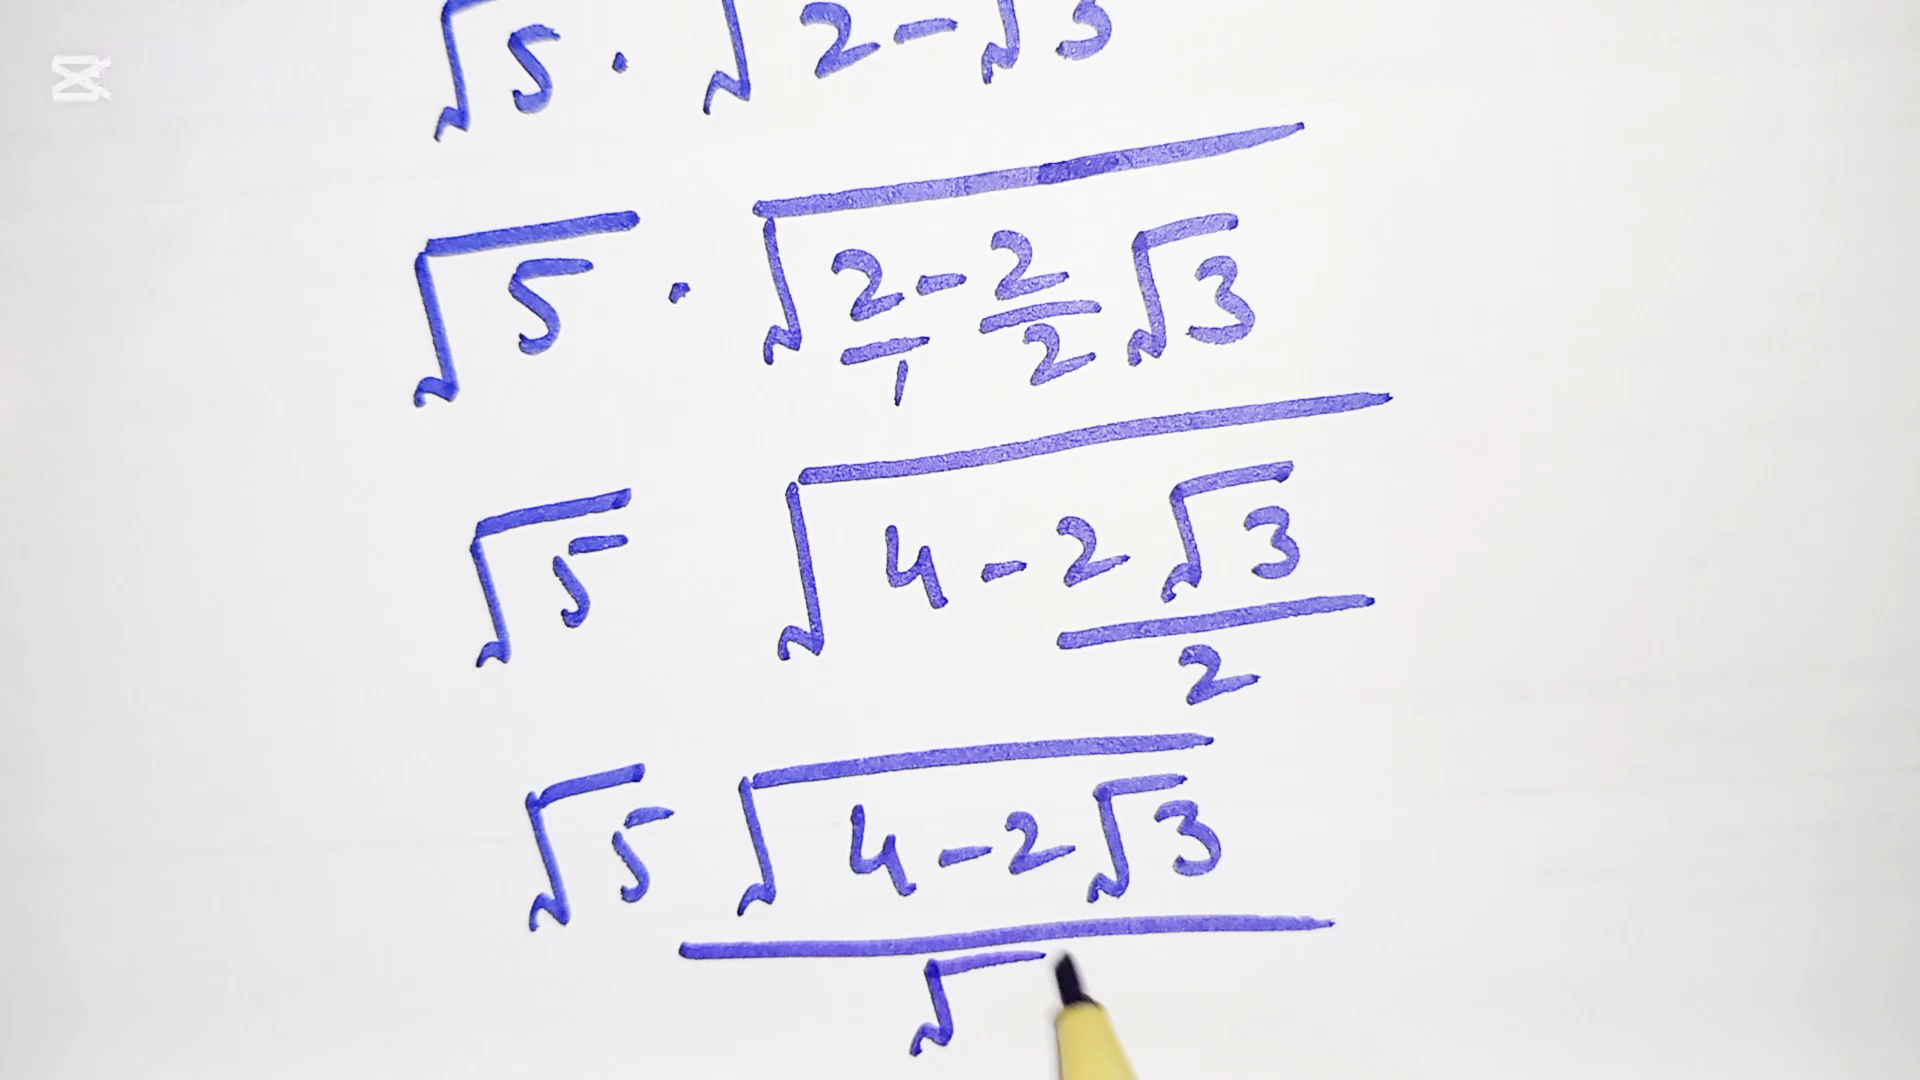 √5 · √2-√3
√5 · √(2/1 - 2/2 √3)
√5 √(4 - 2√3/2)
√5 √(4 - 2√3)/√